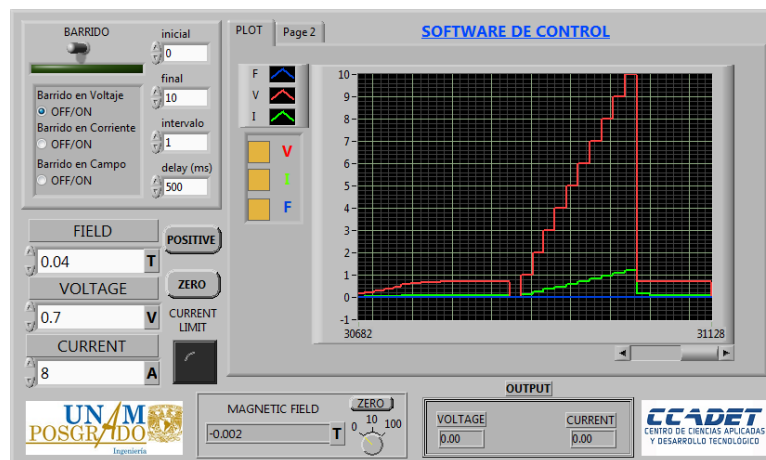 BARRIDO
inicial
0
final
10
intervalo
1
delay (ms)
500
Barrido en Voltaje
OFF/ON
Barrido en Corriente
OFF/ON
Barrido en Campo
OFF/ON
FIELD
0.04 T
POSITIVE
VOLTAGE
0.7 V
ZERO
CURRENT
8 A
CURRENT
LIMIT
PLOT
Page 2
SOFTWARE DE CONTROL
F
V
I
V
F
10
9
8
7
6
5
4
3
2
1
0
-1
30682
31128
UNAM
POSGRADO
Ingeniería
MAGNETIC FIELD
-0.002 T
ZERO
0 10 100
OUTPUT
VOLTAGE
0.00
CURRENT
0.00
CCADET
CENTRO DE CIENCIAS APLICADAS
Y DESARROLLO TECNOLÓGICO